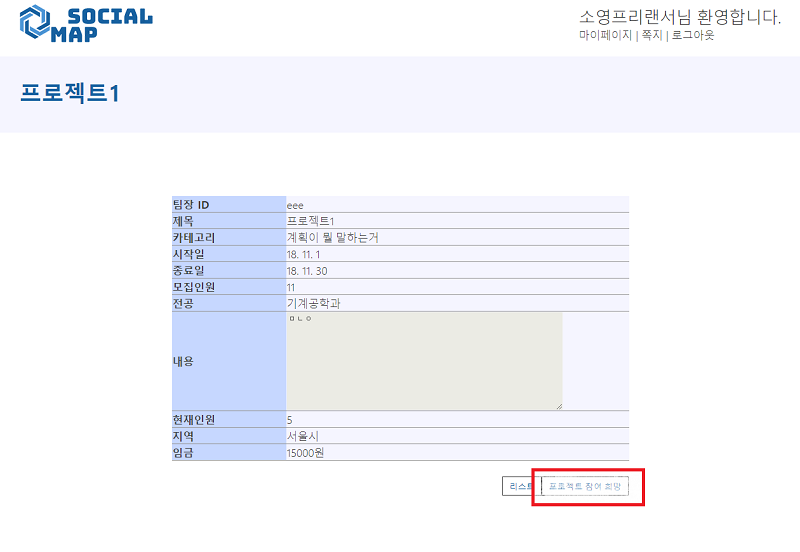 SOCIAL
MAP
소영프리랜서님 환영합니다.
마이페이지 | 쪽지 | 로그아웃
프로젝트1
팀장 ID eee
제목 프로젝트1
카테고리 계획이 뭘 말하는거
시작일 18. 11. 1
종료일 18. 11. 30
모집인원 11
전공 기계공학과
내용 ㅁㄴㅇ
현재인원 5
지역 서울시
임금 15000원
리스트 프로젝트 참여 희망